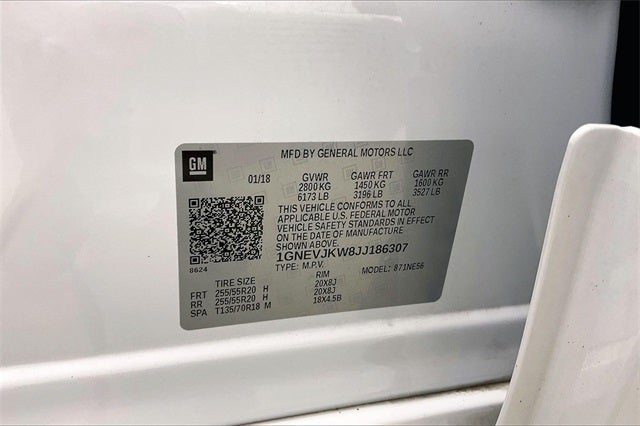 GM
MFD BY GENERAL MOTORS LLC
01/18 GVWR GAWR FRT GAWR RR
2800 KG 1450 KG 1600 KG
6173 LB 3196 LB 3527 LB
THIS VEHICLE CONFORMS TO ALL
APPLICABLE U.S. FEDERAL MOTOR
VEHICLE SAFETY STANDARDS IN EFFECT
ON THE DATE OF MANUFACTURE
SHOWN ABOVE.
1GNEVJKW8JJ186307
8624
TYPE: M.P.V. MODEL: 871NE56
TIRE SIZE RIM
FRT 255/55R20 H 20X8J
RR 255/55R20 H 20X8J
SPA T135/70R18 M 18X4.5B